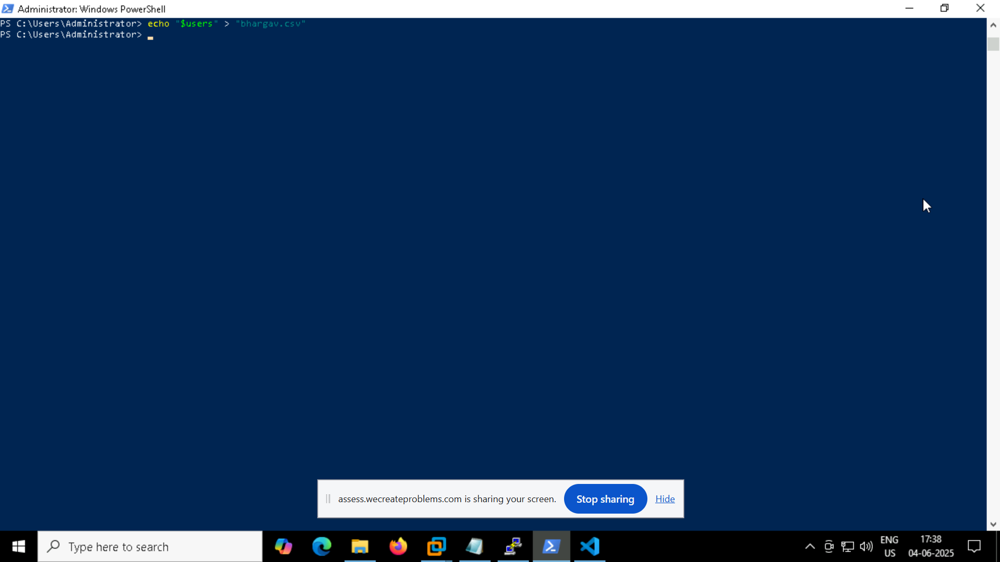 Administrator: Windows PowerShell
PS C:\Users\Administrator> echo "$users" > "bhargav.csv"
PS C:\Users\Administrator>
assess.wecreateproblems.com is sharing your screen.
Stop sharing
Hide
Type here to search
ENG
US
17:38
04-06-2025